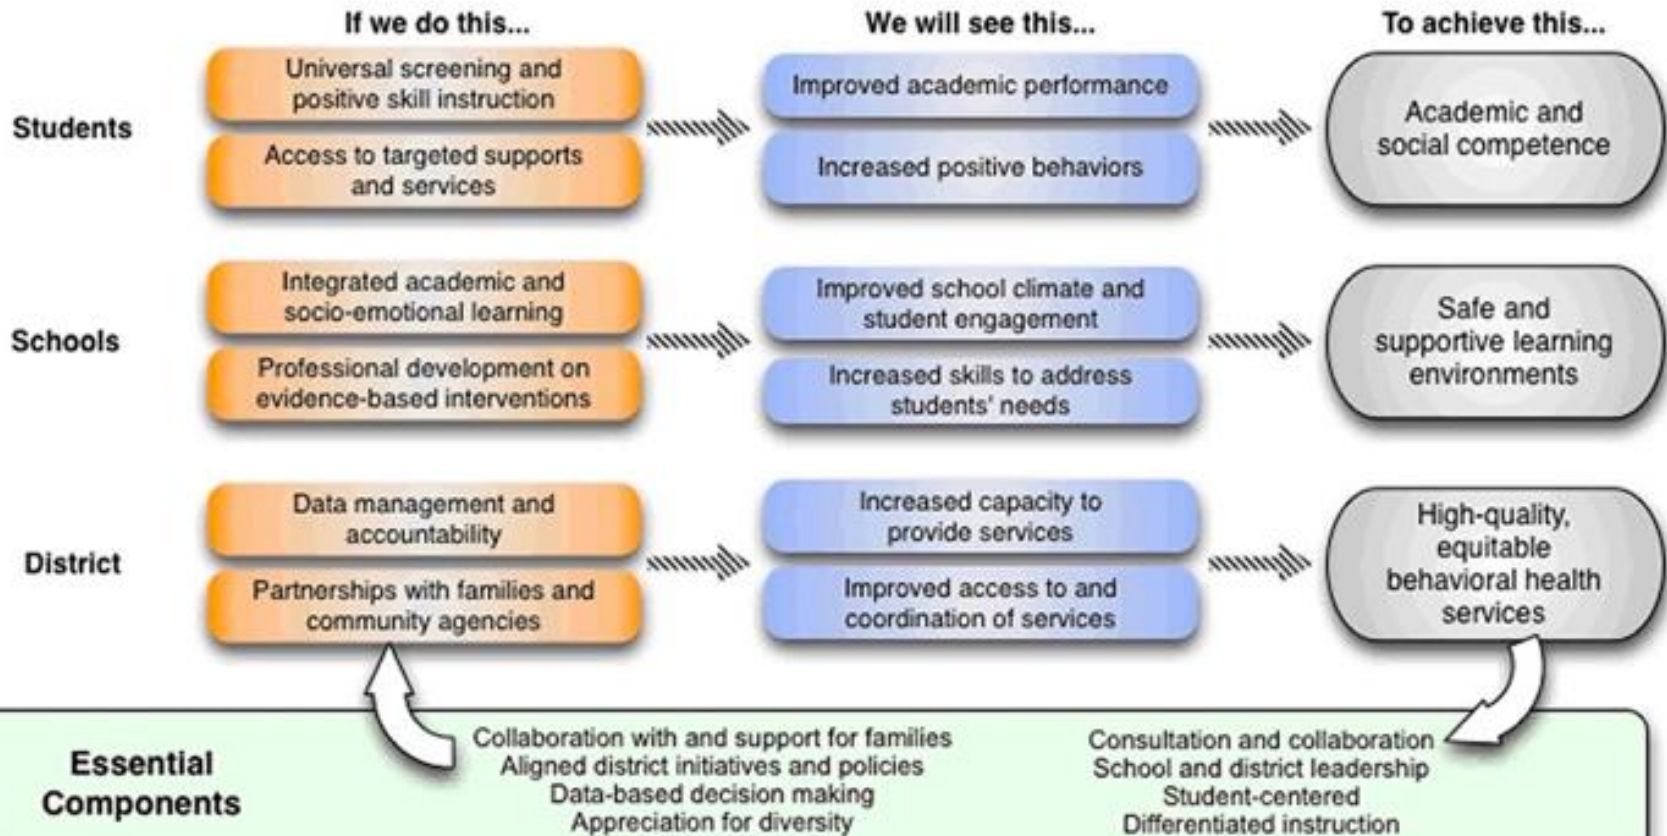 If we do this...
We will see this...
To achieve this...
Students
Universal screening and
positive skill instruction
Access to targeted supports
and services
Improved academic performance
Increased positive behaviors
Academic and
social competence
Schools
Integrated academic and
socio-emotional learning
Professional development on
evidence-based interventions
Improved school climate and
student engagement
Increased skills to address
students' needs
Safe and
supportive learning
environments
District
Data management and
accountability
Partnerships with families and
community agencies
Increased capacity to
provide services
Improved access to and
coordination of services
High-quality,
equitable
behavioral health
services
Essential
Components
Collaboration with and support for families
Aligned district initiatives and policies
Data-based decision making
Appreciation for diversity
Consultation and collaboration
School and district leadership
Student-centered
Differentiated instruction